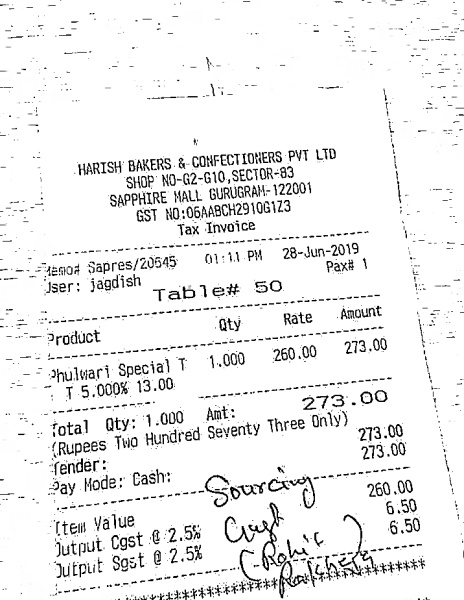 HARISH BAKERS & CONFECTIONERS PVT LTD
SHOP NO-G2-G10,SECTOR-83
SAPPHIRE MALL GURUGRAM-122001
GST NO:06AABCH2910G1Z3
Tax Invoice
Memo# Sapres/20545 01:11 PM 28-Jun-2019
User: jagdish Pax# 1
Table# 50
Product Qty Rate Amount
Phulwari Special T 1.000 260.00 273.00
T 5.000% 13.00
Total Qty: 1.000 Amt: 273.00
(Rupees Two Hundred Seventy Three Only)
Tender: 273.00
Pay Mode: Cash: 273.00
Sourcing
Item Value 260.00
Output Cgst @ 2.5% 6.50
Output Sgst @ 2.5% 6.50
(Rohit